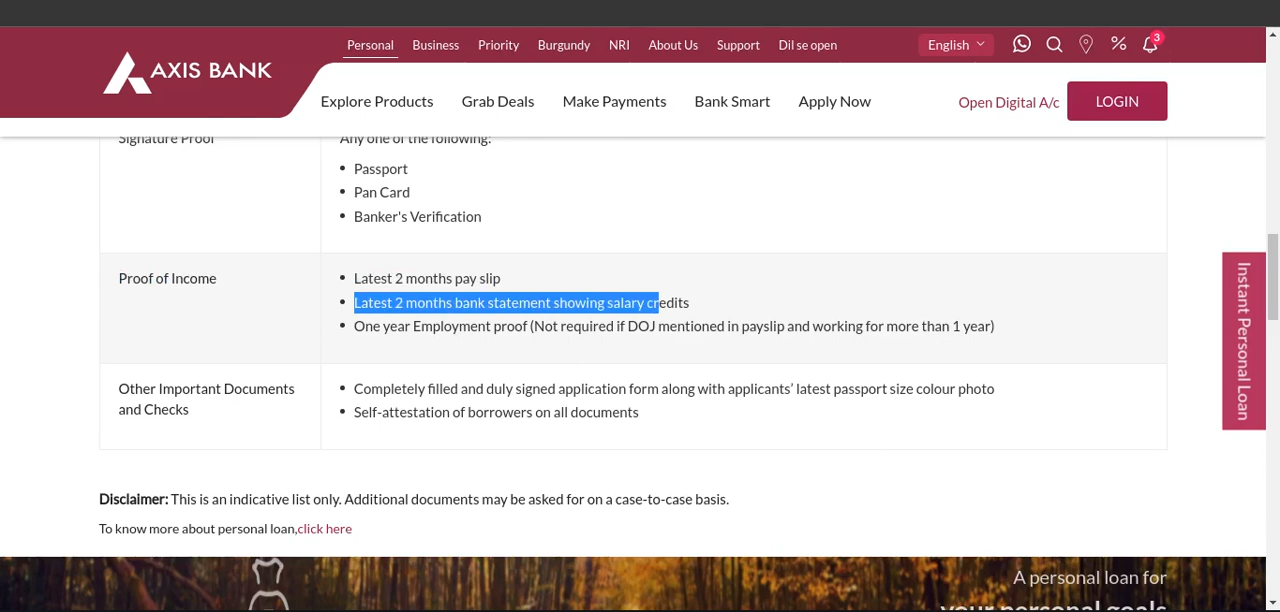 Personal Business Priority Burgundy NRI About Us Support Dil se open English 3
AXIS BANK
Explore Products Grab Deals Make Payments Bank Smart Apply Now Open Digital A/c LOGIN
Signature Proof Any one of the following:
• Passport
• Pan Card
• Banker's Verification
Proof of Income • Latest 2 months pay slip
• Latest 2 months bank statement showing salary credits
• One year Employment proof (Not required if DOJ mentioned in payslip and working for more than 1 year)
Instant Personal Loan
Other Important Documents
and Checks
• Completely filled and duly signed application form along with applicants’ latest passport size colour photo
• Self-attestation of borrowers on all documents
Disclaimer: This is an indicative list only. Additional documents may be asked for on a case-to-case basis.
To know more about personal loan,click here
A personal loan for
your personal goals